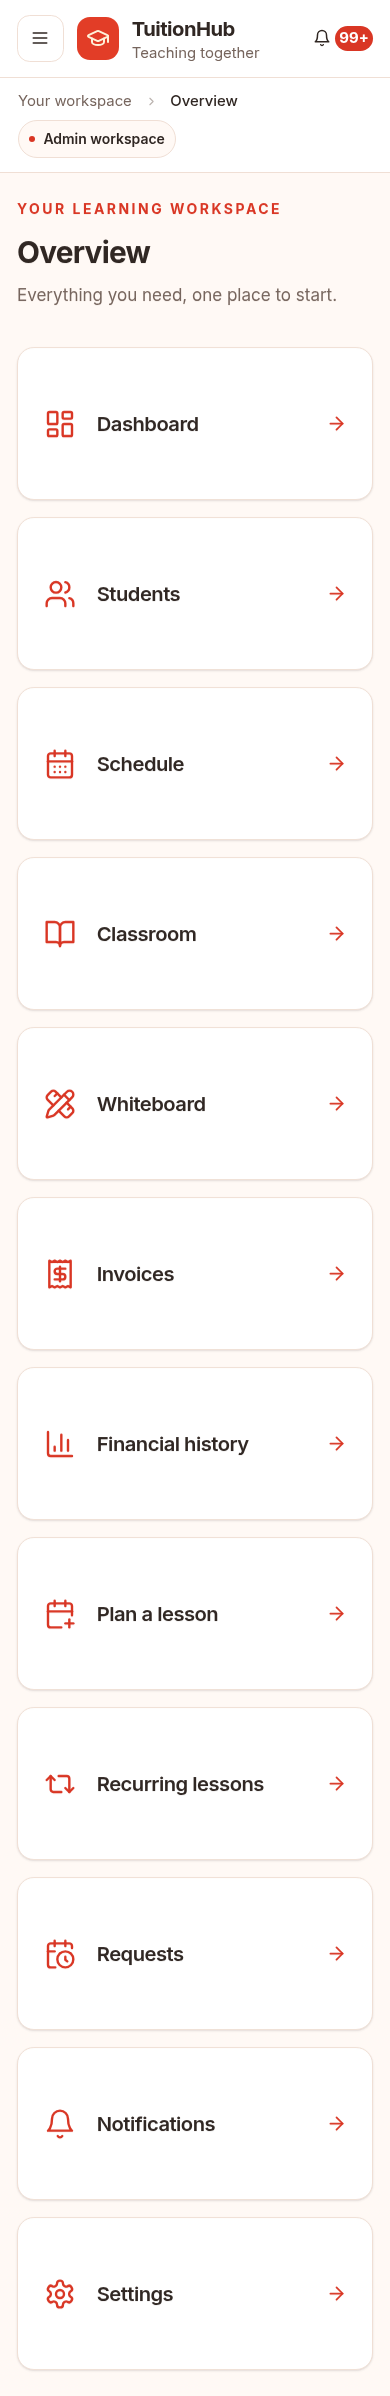 TuitionHub
Teaching together
99+
Your workspace > Overview
Admin workspace
YOUR LEARNING WORKSPACE
Overview
Everything you need, one place to start.
Dashboard
Students
Schedule
Classroom
Whiteboard
Invoices
Financial history
Plan a lesson
Recurring lessons
Requests
Notifications
Settings